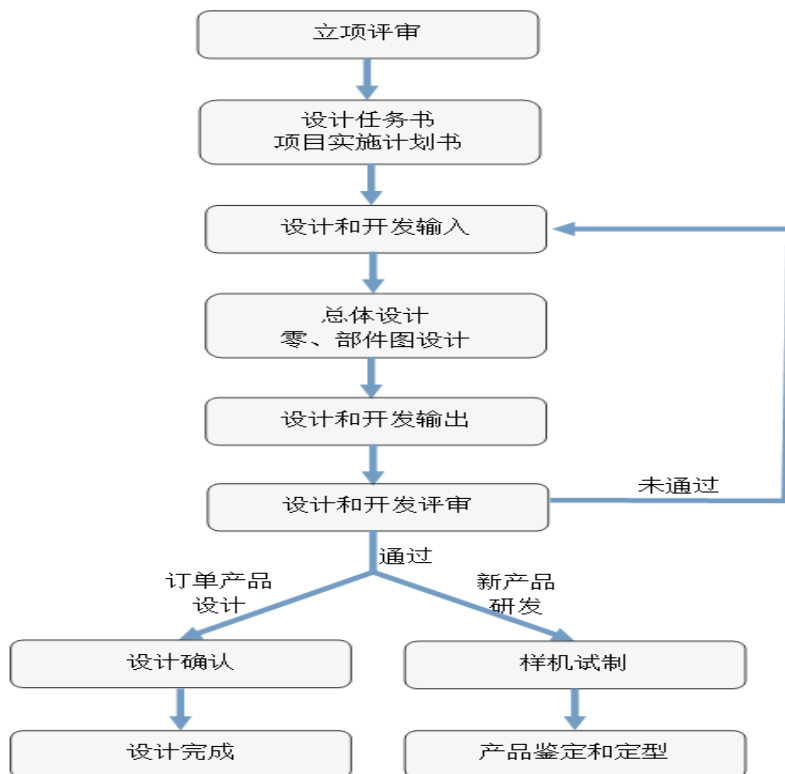 立项评审
设计任务书
项目实施计划书
设计和开发输入
总体设计
零、部件图设计
设计和开发输出
设计和开发评审
未通过
通过
订单产品
设计
新产品
研发
设计确认
样机试制
设计完成
产品鉴定和定型